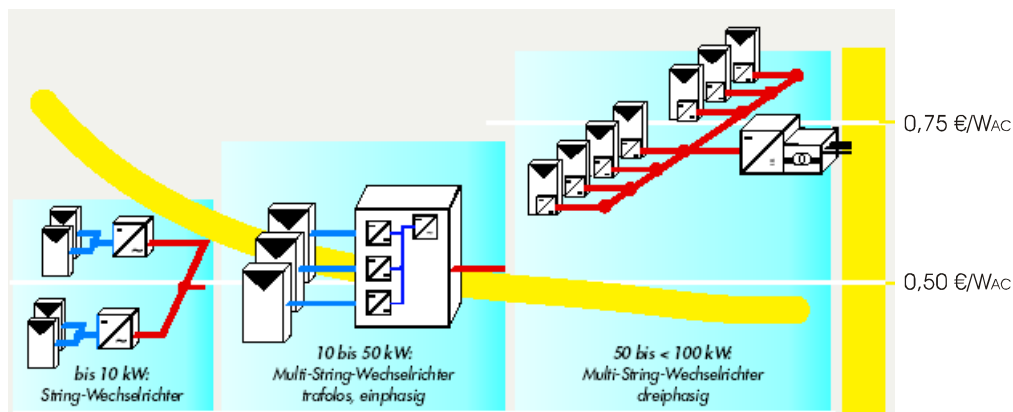 0,75 €/WAC
0,50 €/WAC
bis 10 kW:
String-Wechselrichter
10 bis 50 kW:
Multi-String-Wechselrichter
trafolos, einphasig
50 bis < 100 kW:
Multi-String-Wechselrichter
dreiphasig